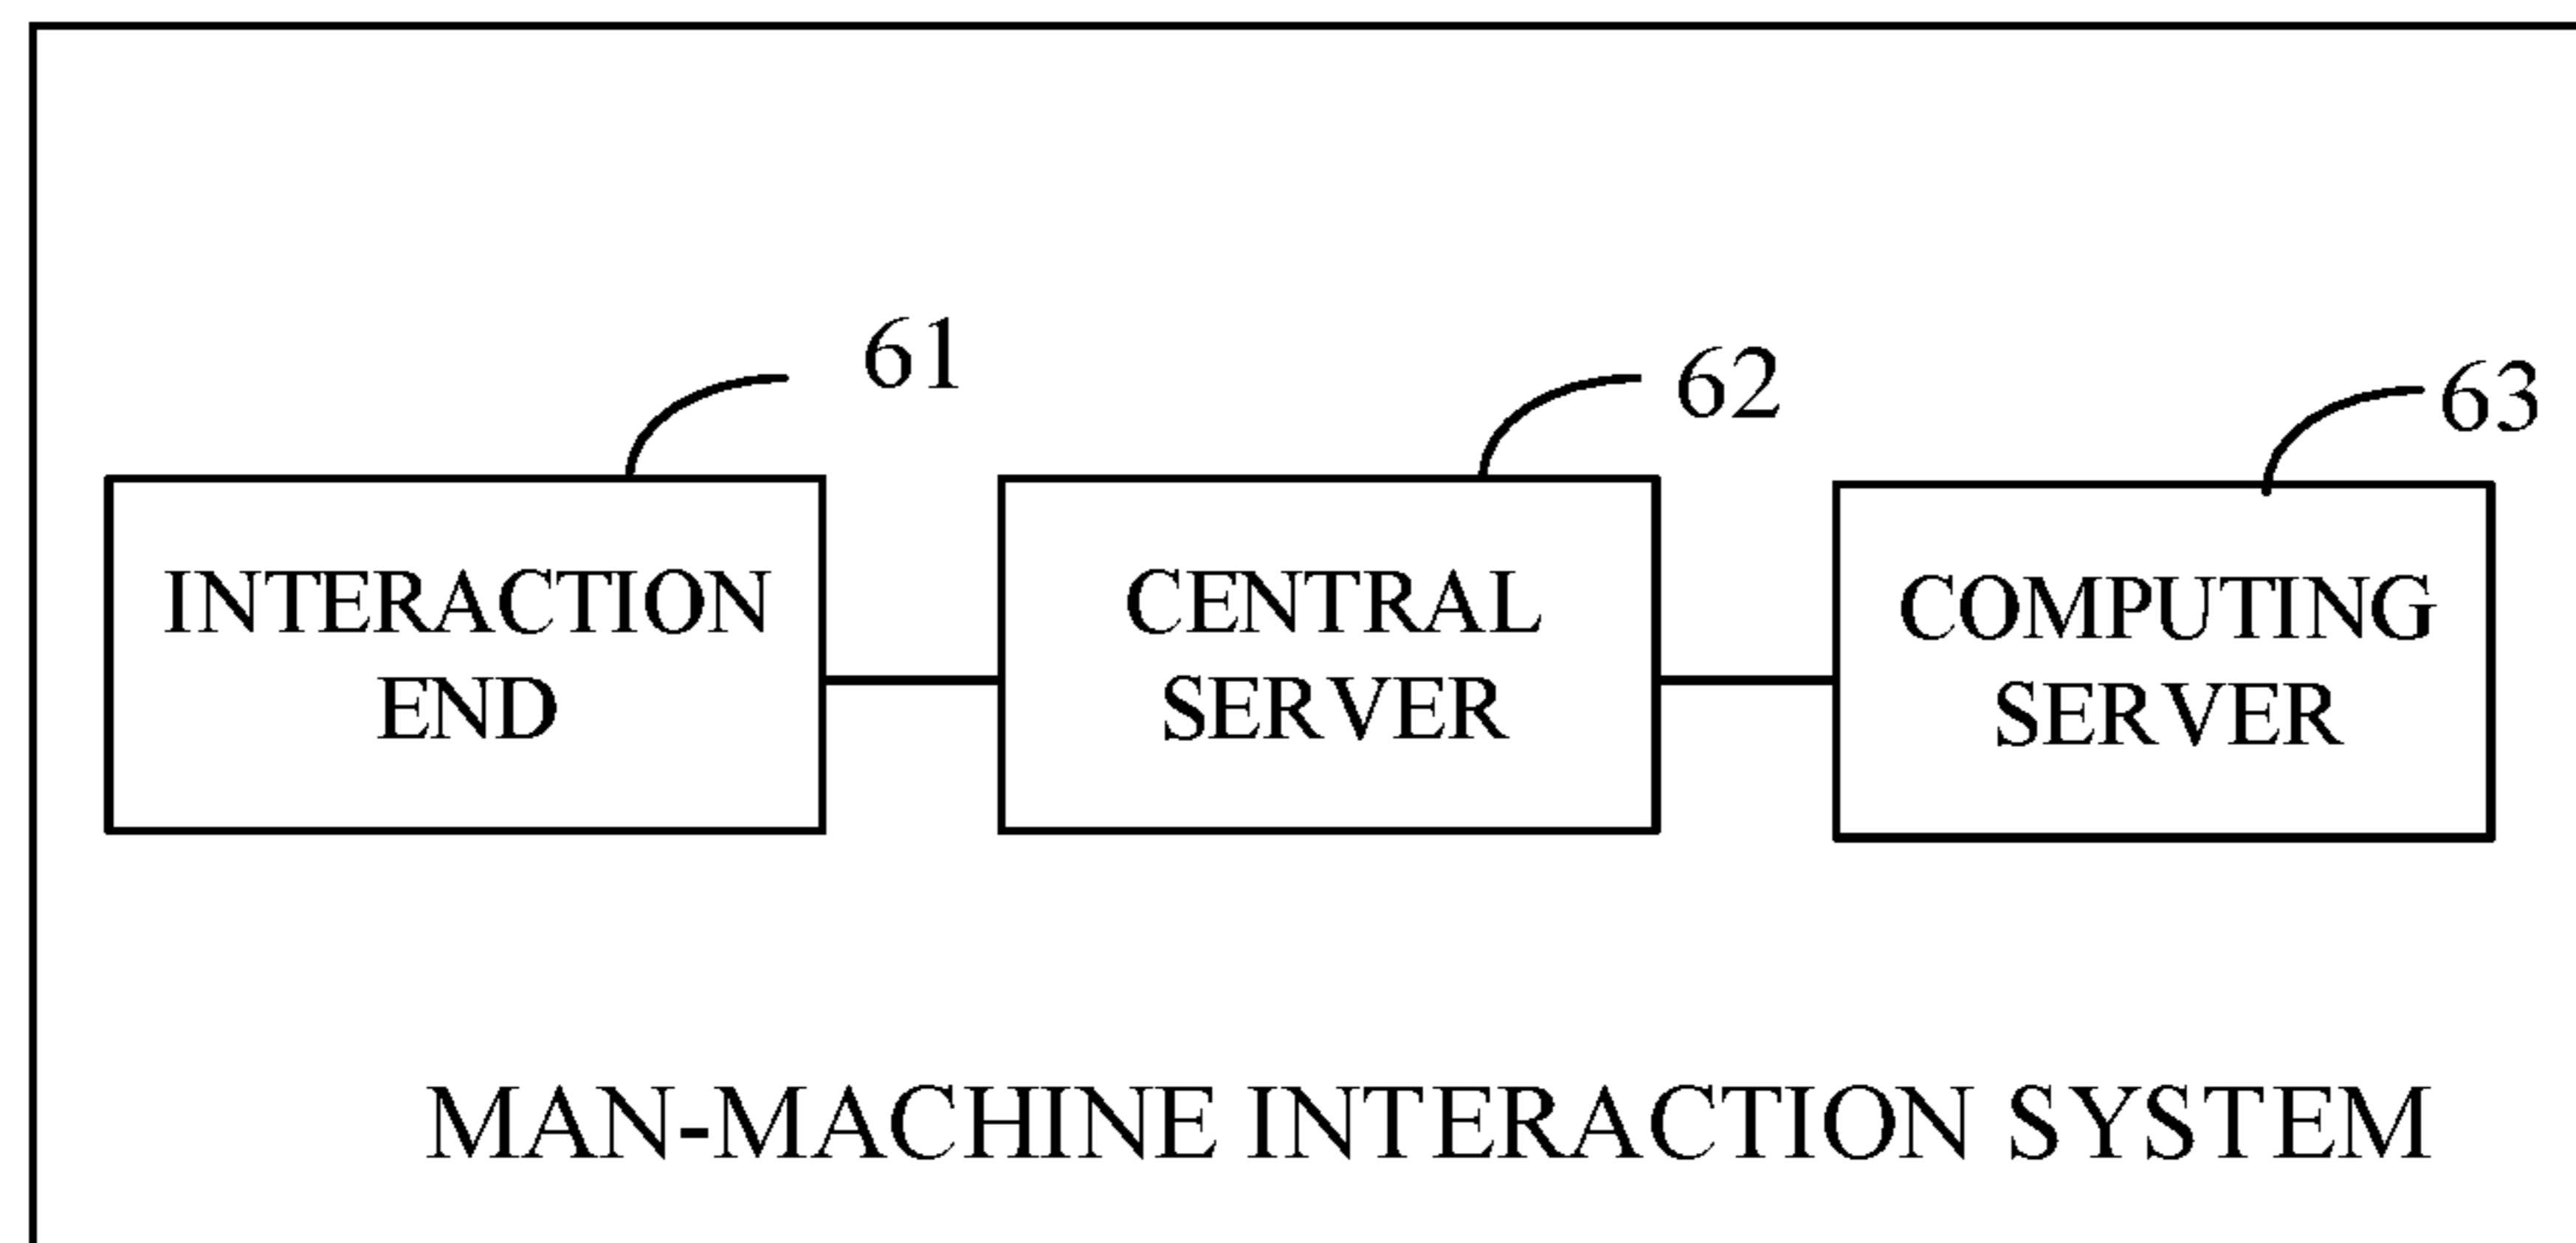 61
62
63
INTERACTION
END
CENTRAL
SERVER
COMPUTING
SERVER
MAN-MACHINE INTERACTION SYSTEM